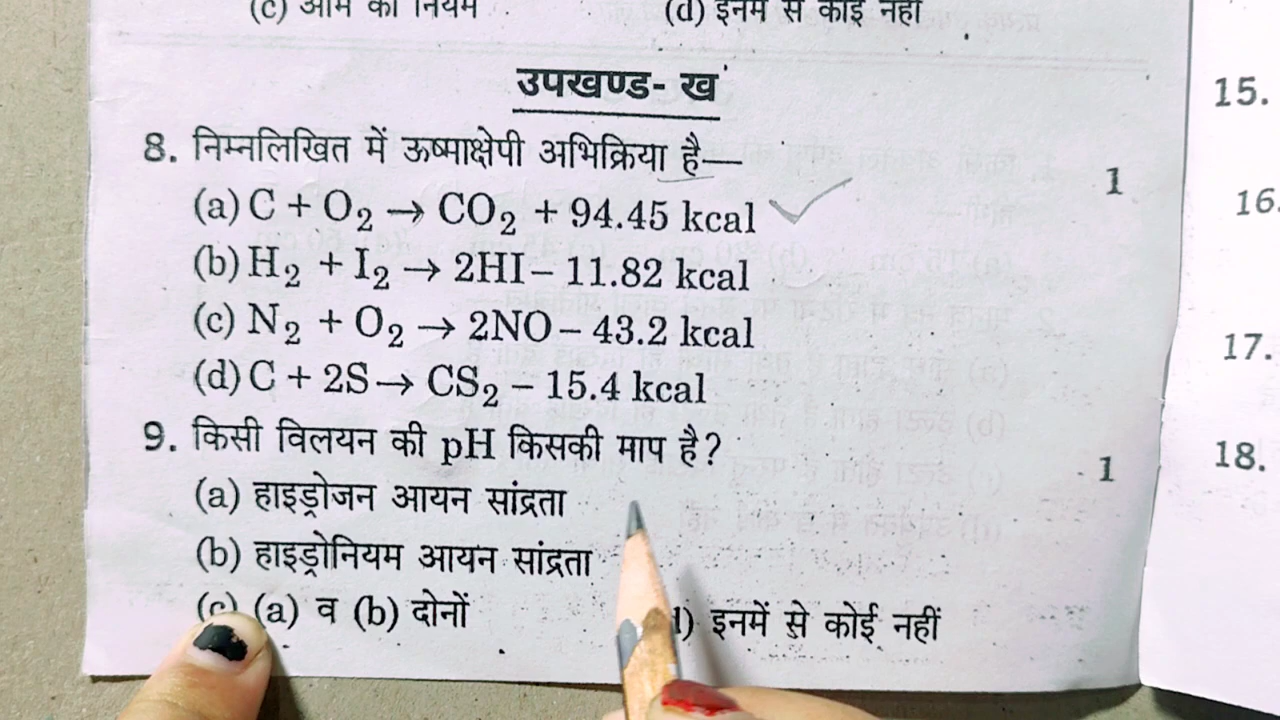 (c) ओम का नियम (d) इनमें से कोई नहीं
उपखण्ड- ख
8. निम्नलिखित में ऊष्माक्षेपी अभिक्रिया है— 1
(a) C + O₂ → CO₂ + 94.45 kcal
(b) H₂ + I₂ → 2HI – 11.82 kcal
(c) N₂ + O₂ → 2NO – 43.2 kcal
(d) C + 2S → CS₂ – 15.4 kcal
9. किसी विलयन की pH किसकी माप है? 1
(a) हाइड्रोजन आयन सांद्रता
(b) हाइड्रोनियम आयन सांद्रता
(c) (a) व (b) दोनों (d) इनमें से कोई नहीं
15.
16.
17.
18.